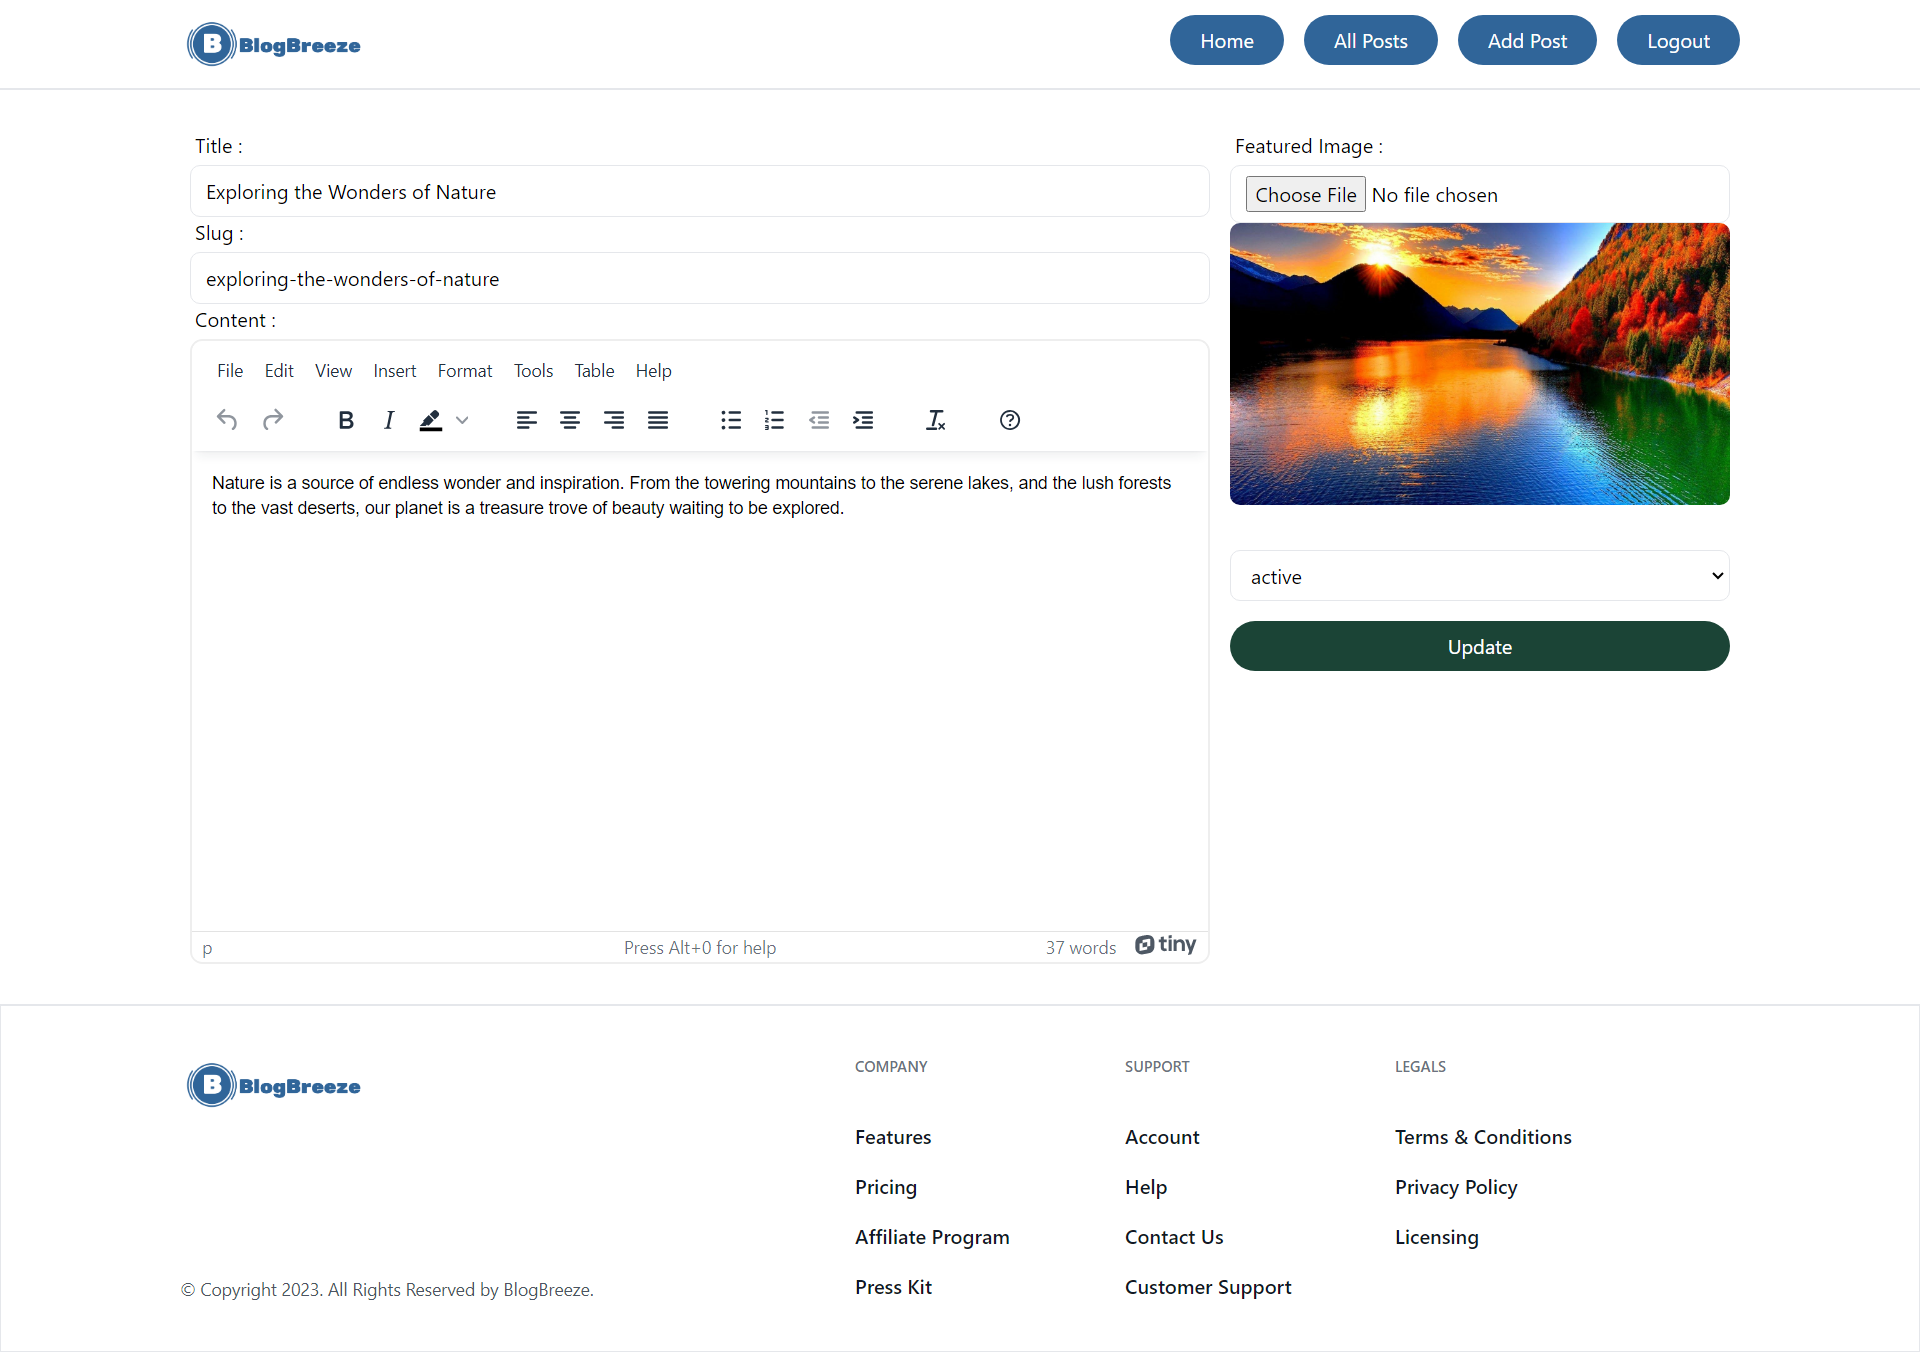 B BlogBreeze
Home
All Posts
Add Post
Logout
Title :
Exploring the Wonders of Nature
Slug :
exploring-the-wonders-of-nature
Content :
File Edit View Insert Format Tools Table Help
Nature is a source of endless wonder and inspiration. From the towering mountains to the serene lakes, and the lush forests
to the vast deserts, our planet is a treasure trove of beauty waiting to be explored.
p
Press Alt+0 for help
37 words
tiny
Featured Image :
Choose File No file chosen
active
Update
B BlogBreeze
© Copyright 2023. All Rights Reserved by BlogBreeze.
COMPANY
Features
Pricing
Affiliate Program
Press Kit
SUPPORT
Account
Help
Contact Us
Customer Support
LEGALS
Terms & Conditions
Privacy Policy
Licensing